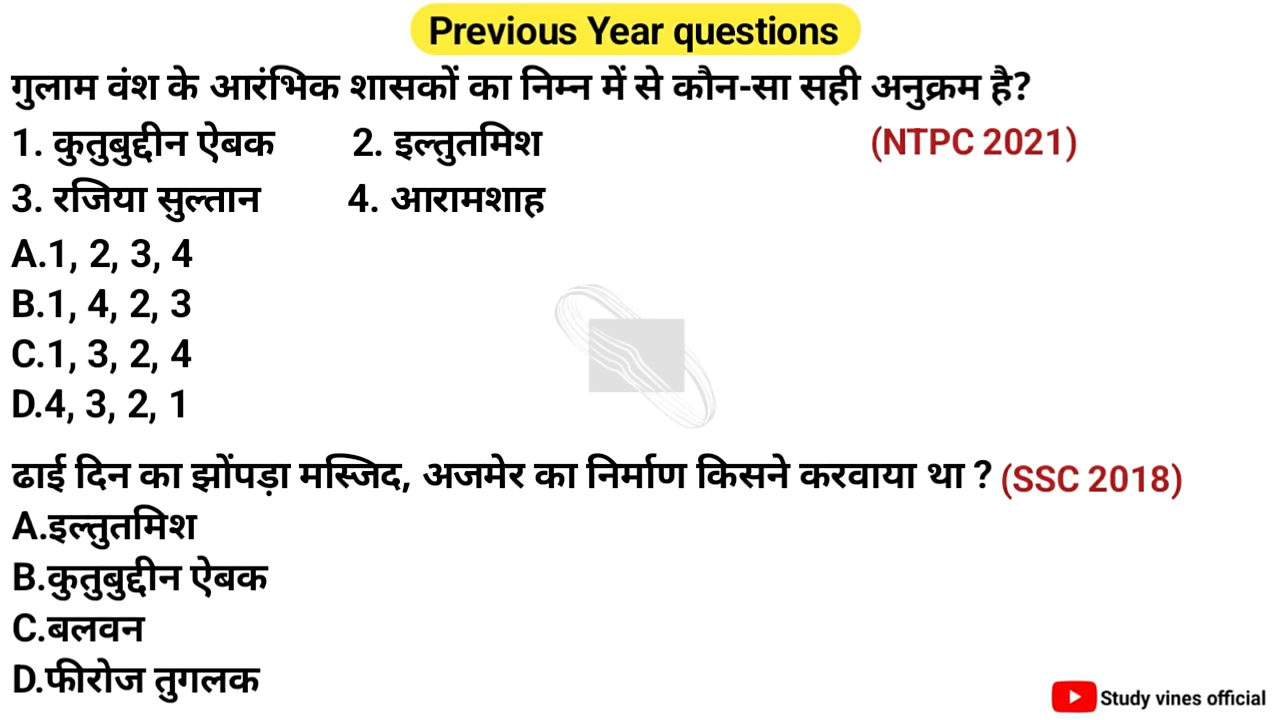 Previous Year questions
गुलाम वंश के आरंभिक शासकों का निम्न में से कौन-सा सही अनुक्रम है?
1. कुतुबुद्दीन ऐबक 2. इल्तुतमिश (NTPC 2021)
3. रजिया सुल्तान 4. आरामशाह
A.1, 2, 3, 4
B.1, 4, 2, 3
C.1, 3, 2, 4
D.4, 3, 2, 1
ढाई दिन का झोंपड़ा मस्जिद, अजमेर का निर्माण किसने करवाया था ? (SSC 2018)
A.इल्तुतमिश
B.कुतुबुद्दीन ऐबक
C.बलवन
D.फीरोज तुगलक
Study vines official